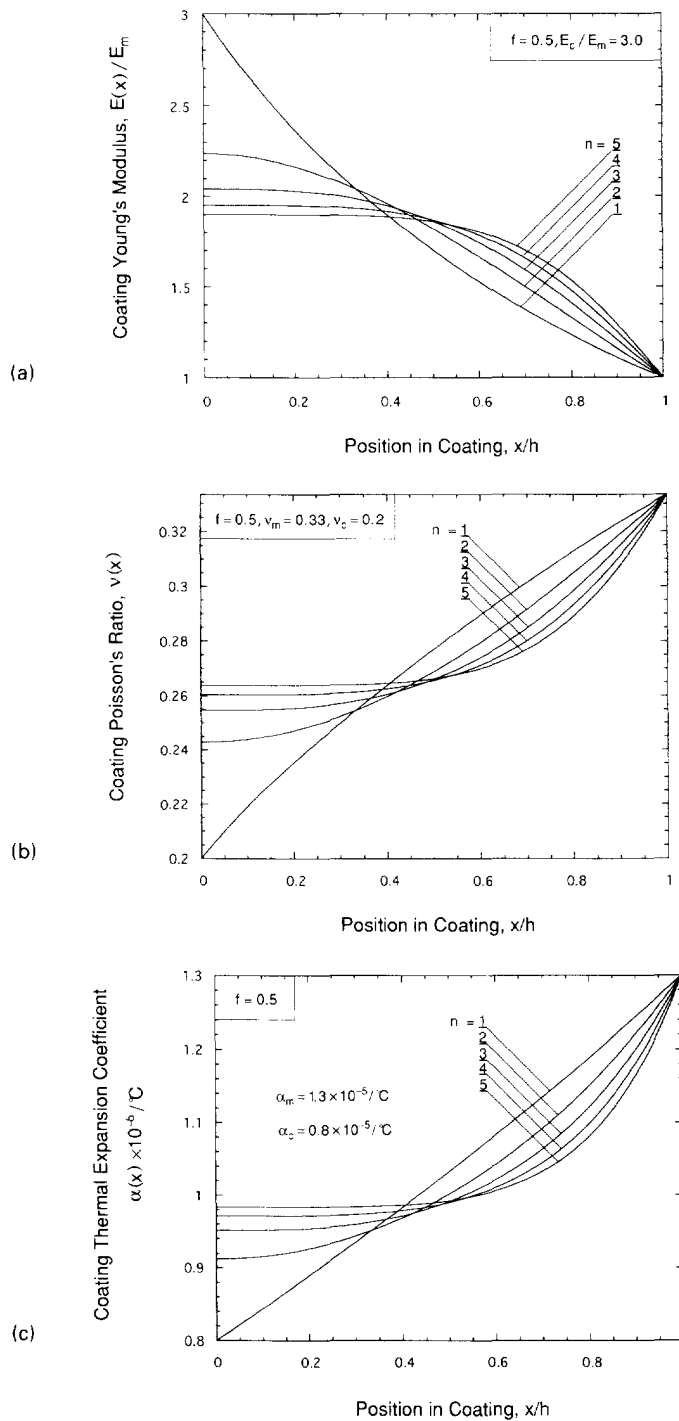 3
f = 0.5, E_c / E_m = 3.0
2.5
n = 5
4
3
2
1
2
1.5
1
Coating Young's Modulus, E(x) / E_m
0
0.2
0.4
0.6
0.8
1
Position in Coating, x/h
(a)
f = 0.5, ν_m = 0.33, ν_c = 0.2
0.32
n = 1
2
3
4
5
0.3
0.28
0.26
0.24
0.22
0.2
Coating Poisson's Ratio, ν(x)
0
0.2
0.4
0.6
0.8
1
Position in Coating, x/h
(b)
1.3
f = 0.5
n = 1
2
3
4
5
1.2
α_m = 1.3 × 10⁻⁵/°C
α_c = 0.8 × 10⁻⁵/°C
1.1
1
0.9
0.8
Coating Thermal Expansion Coefficient
α(x) × 10⁻⁶/°C
0
0.2
0.4
0.6
0.8
1
Position in Coating, x/h
(c)